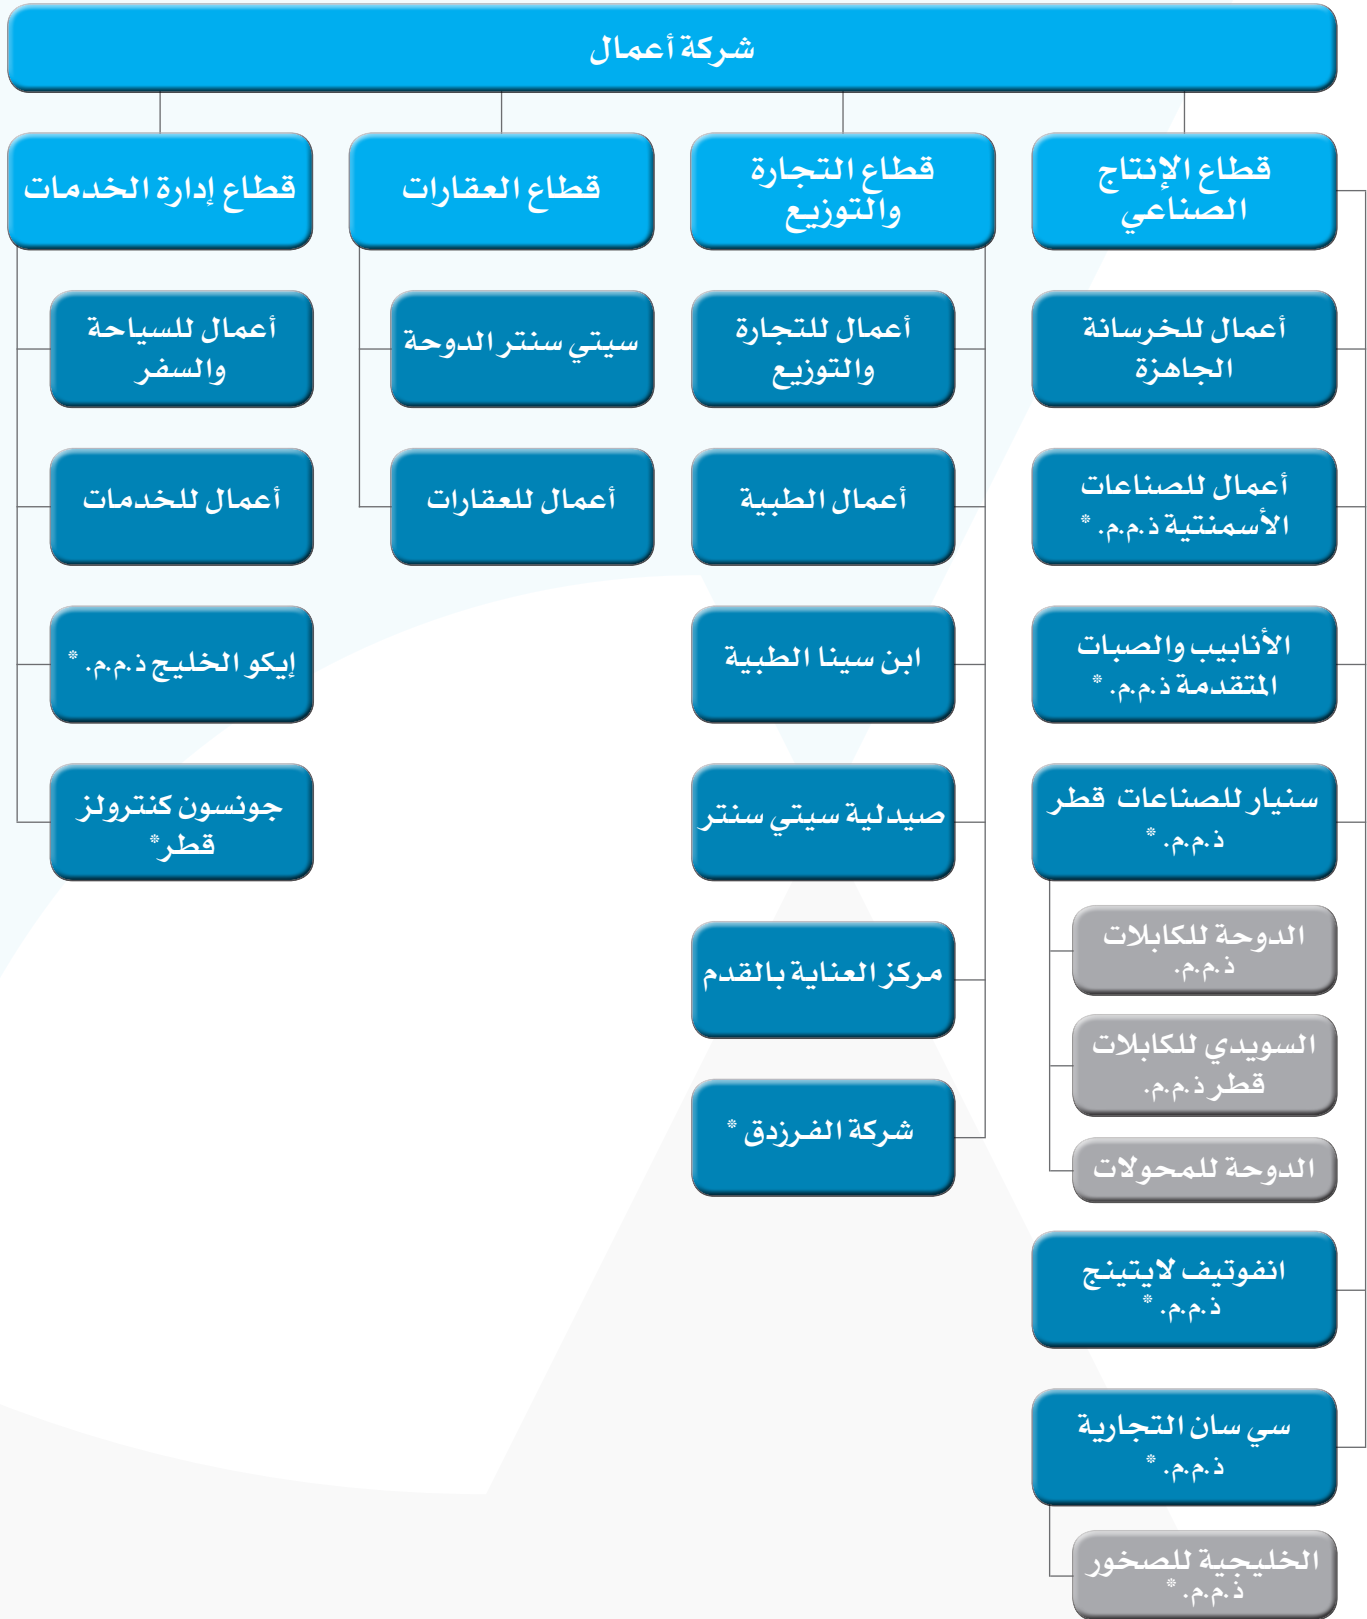 شركة أعمال
قطاع الإنتاج
الصناعي
أعمال للخرسانة
الجاهزة
أعمال للصناعات
الأسمنتية ذ.م.م. *
الأنابيب والصبات
المتقدمة ذ.م.م. *
سنيار للصناعات قطر
ذ.م.م. *
الدوحة للكابلات
ذ.م.م.
السويدي للكابلات
قطر ذ.م.م.
الدوحة للمحولات
انفوتيف لايتينج
ذ.م.م. *
سي سان التجارية
ذ.م.م. *
الخليجية للصخور
ذ.م.م. *
قطاع التجارة
والتوزيع
أعمال للتجارة
والتوزيع
أعمال الطبية
ابن سينا الطبية
صيدلية سيتي سنتر
مركز العناية بالقدم
شركة الفرزدق *
قطاع العقارات
سيتي سنتر الدوحة
أعمال للعقارات
قطاع إدارة الخدمات
أعمال للسياحة
والسفر
أعمال للخدمات
إيكو الخليج ذ.م.م. *
جونسون كنترولز
قطر*